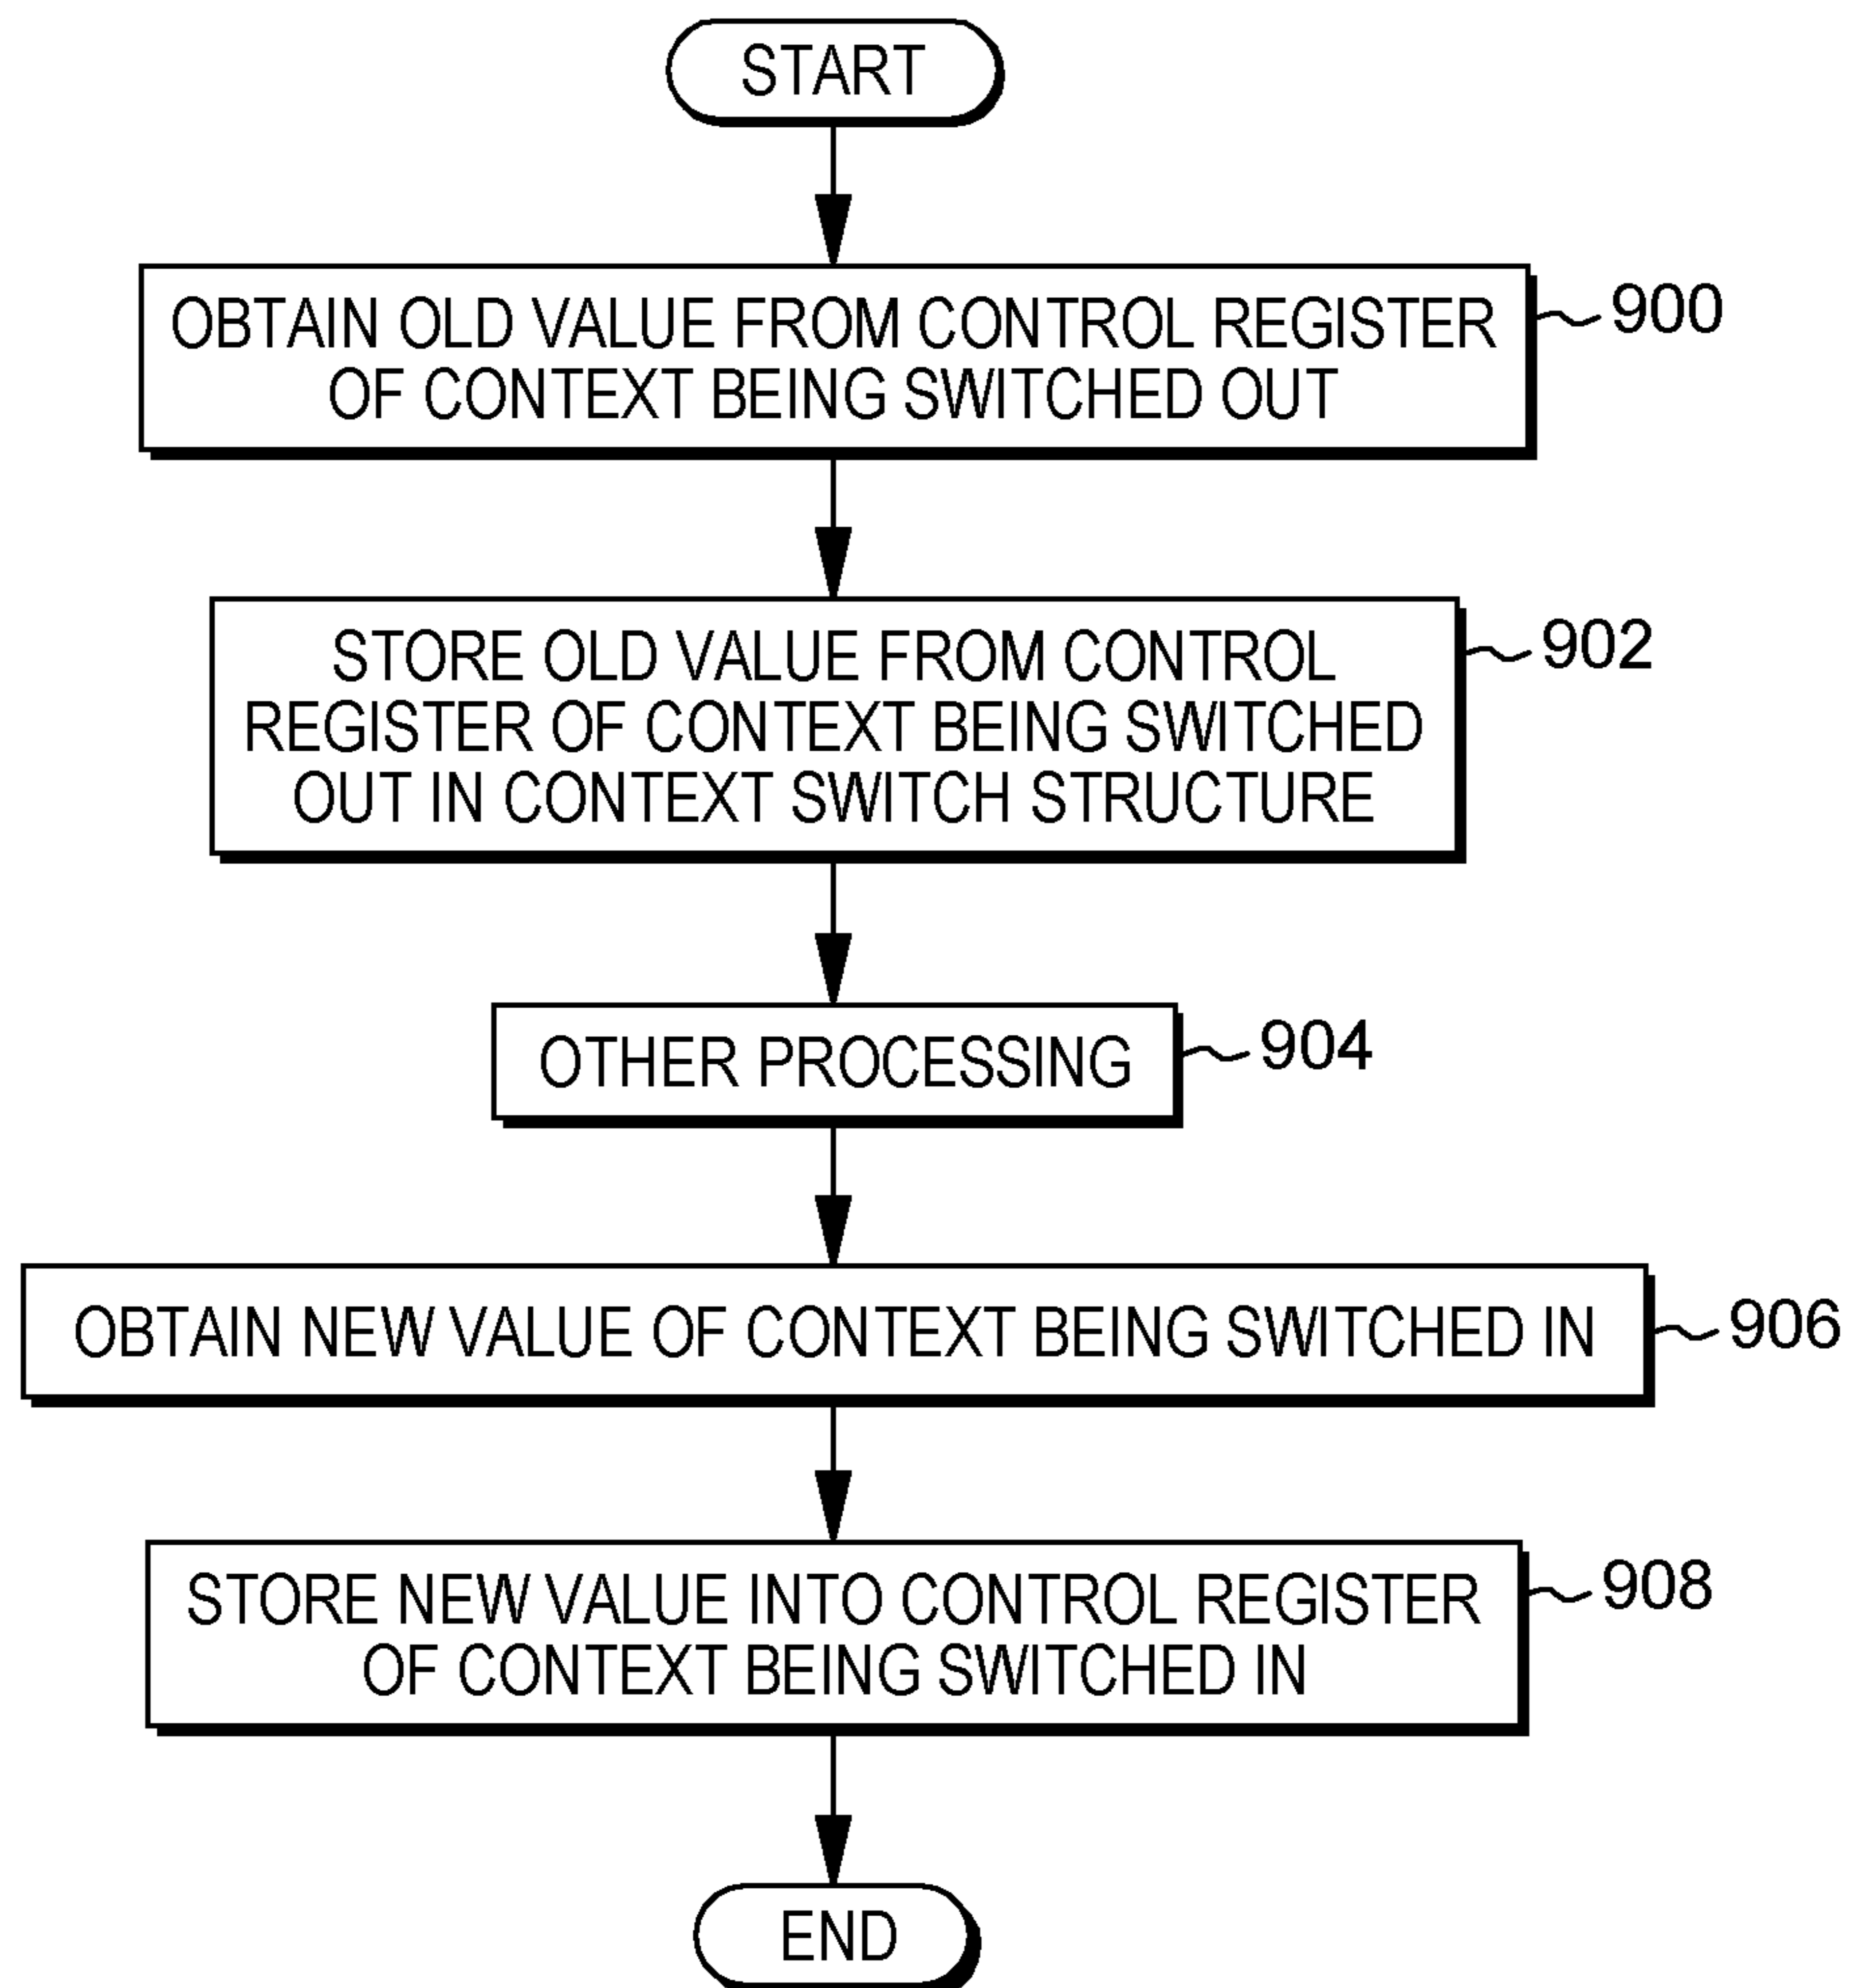 START
OBTAIN OLD VALUE FROM CONTROL REGISTER
OF CONTEXT BEING SWITCHED OUT
900
STORE OLD VALUE FROM CONTROL
REGISTER OF CONTEXT BEING SWITCHED
OUT IN CONTEXT SWITCH STRUCTURE
902
OTHER PROCESSING
904
OBTAIN NEW VALUE OF CONTEXT BEING SWITCHED IN
906
STORE NEW VALUE INTO CONTROL REGISTER
OF CONTEXT BEING SWITCHED IN
908
END